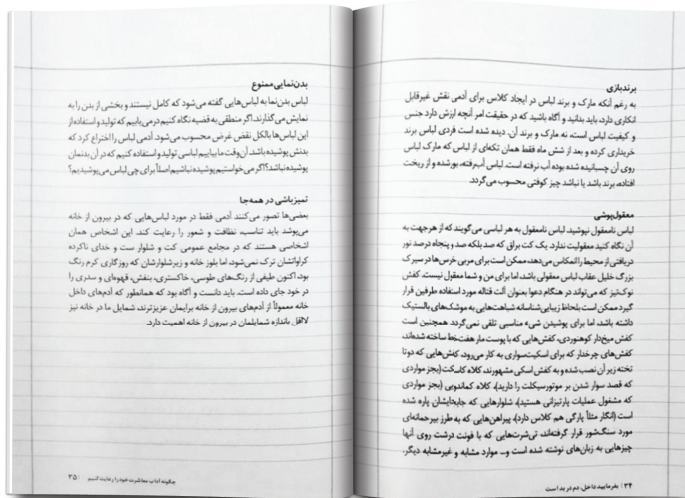 برندبازی
به رغم آنکه مارک و برند لباس در ایجاد کلاس برای آدمی نقش غیرقابل
انکاری دارد، باید بدانید و آگاه باشید که در حقیقت امر آنچه ارزش دارد جنس
و کیفیت لباس است، نه مارک و برند آن. دیده شده است فردی لباس برند
خریداری کرده و بعد از شش ماه فقط همان تکه‌ای از لباس که مارک لباس
روی آن چسبانیده شده بوده آب نرفته است. لباس آب‌رفته، بورشده و از ریخت
افتاده، برند باشد یا نباشد چیز کوفتی محسوب می‌گردد.
معقول‌پوشی
لباس نامعقول نپوشید. لباس نامعقول به هر لباسی می‌گویند که از هرجهت به
آن نگاه کنید معقولیت ندارد. یک کت براق که صد بلکه صد و پنجاه درصد نور
دریافتی از محیط را انعکاس می‌دهد، ممکن است برای مربی خرس‌ها در سیرک
بزرگ خلیل عقاب لباس معقولی باشد، اما برای من و شما معقول نیست. کفش
نوک‌تیز که می‌تواند در هنگام دعوا بعنوان آلت قتاله مورد استفاده طرفین قرار
گیرد ممکن است بلحاظ زیبایی‌شناسانه شباهت‌هایی به موشک‌های بالستیک
داشته باشد، اما برای پوشیدن شیء مناسبی تلقی نمی‌گردد. همچنین است
کفش میخ‌دار کوهنوردی، کفش‌هایی که با پوست مار هفت‌خط ساخته شده‌اند،
کفش‌های چرخدار که برای اسکیت‌سواری به کار می‌رود، کفش‌هایی که دو تا
تخته زیر آن نصب شده و به کفش اسکی مشهورند، کلاه کاسکت (بجز مواردی
که قصد سوار شدن بر موتورسیکلت را دارید)، کلاه کماندویی (بجز مواردی
که مشغول عملیات پارتیزانی هستید)، شلوارهایی که جابجایشان پاره شده
است (انگار مثلاً پارگی هم کلاس دارد)، پیراهن‌هایی که به طرز بیرحمانه‌ای
مورد سنگ‌شور قرار گرفته‌اند، تی‌شرت‌هایی که با فونت درشت روی آنها
چیزهایی به زبان‌های نوشته شده است و... موارد مشابه و غیرمشابه دیگر.
۳۴ | بفرمایید داخل، دم در بد است
بدن‌نمایی ممنوع
لباس بدن‌نما به لباس‌هایی گفته می‌شود که کامل نیستند و بخشی از بدن را به
نمایش می‌گذارند. اگر منطقی به قضیه نگاه کنیم درمی‌یابیم که تولید و استفاده از
این لباس‌ها بالکل نقض غرض محسوب می‌شود. آدمی لباس را اختراع کرد که
بدنش پوشیده باشد. آن‌وقت ما بیاییم لباسی تولید و استفاده کنیم که در آن بدنمان
پوشیده نباشد؟ اگر می‌خواستیم پوشیده نباشیم اصلاً برای چی لباس می‌پوشیدیم؟
تمیزباشی در همه‌جا
بعضی‌ها تصور می‌کنند آدمی فقط در مورد لباس‌هایی که در بیرون از خانه
می‌پوشد باید تناسب، نظافت و شعور را رعایت کند. این اشخاص همان
اشخاصی هستند که در مجامع عمومی کت و شلوار ست و خدای ناکرده
کراواتشان ترک نمی‌شود، اما بلوز خانه و زیرشلوارشان که روزگاری کرم رنگ
بود، اکنون طیفی از رنگ‌های طوسی، خاکستری، بنفش، قهوه‌ای و سدری را
در خود جای داده است. باید دانست و آگاه بود که همانطور که آدم‌های داخل
خانه معمولاً از آدم‌های بیرون از خانه برایمان عزیزترند، شمایل ما در خانه نیز
لااقل باندازه شمایلمان در بیرون از خانه اهمیت دارد.
چگونه آداب معاشرت خود را رعایت کنیم | ۳۵